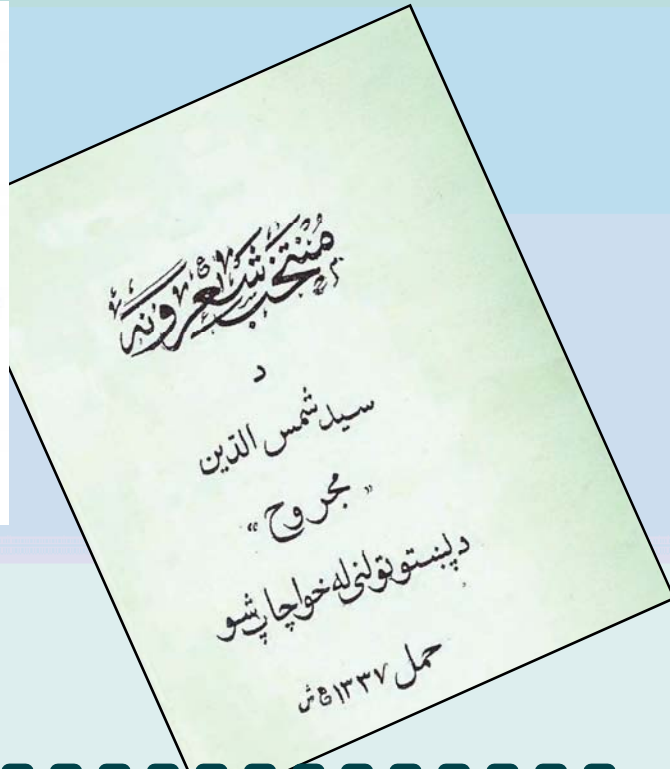 منتخب شعرونه
د
سید شمس الدین
«مجروح»
د پښتو ټولنې له خوا چاپ شو
حمل ۱۳۳۷ ع ش